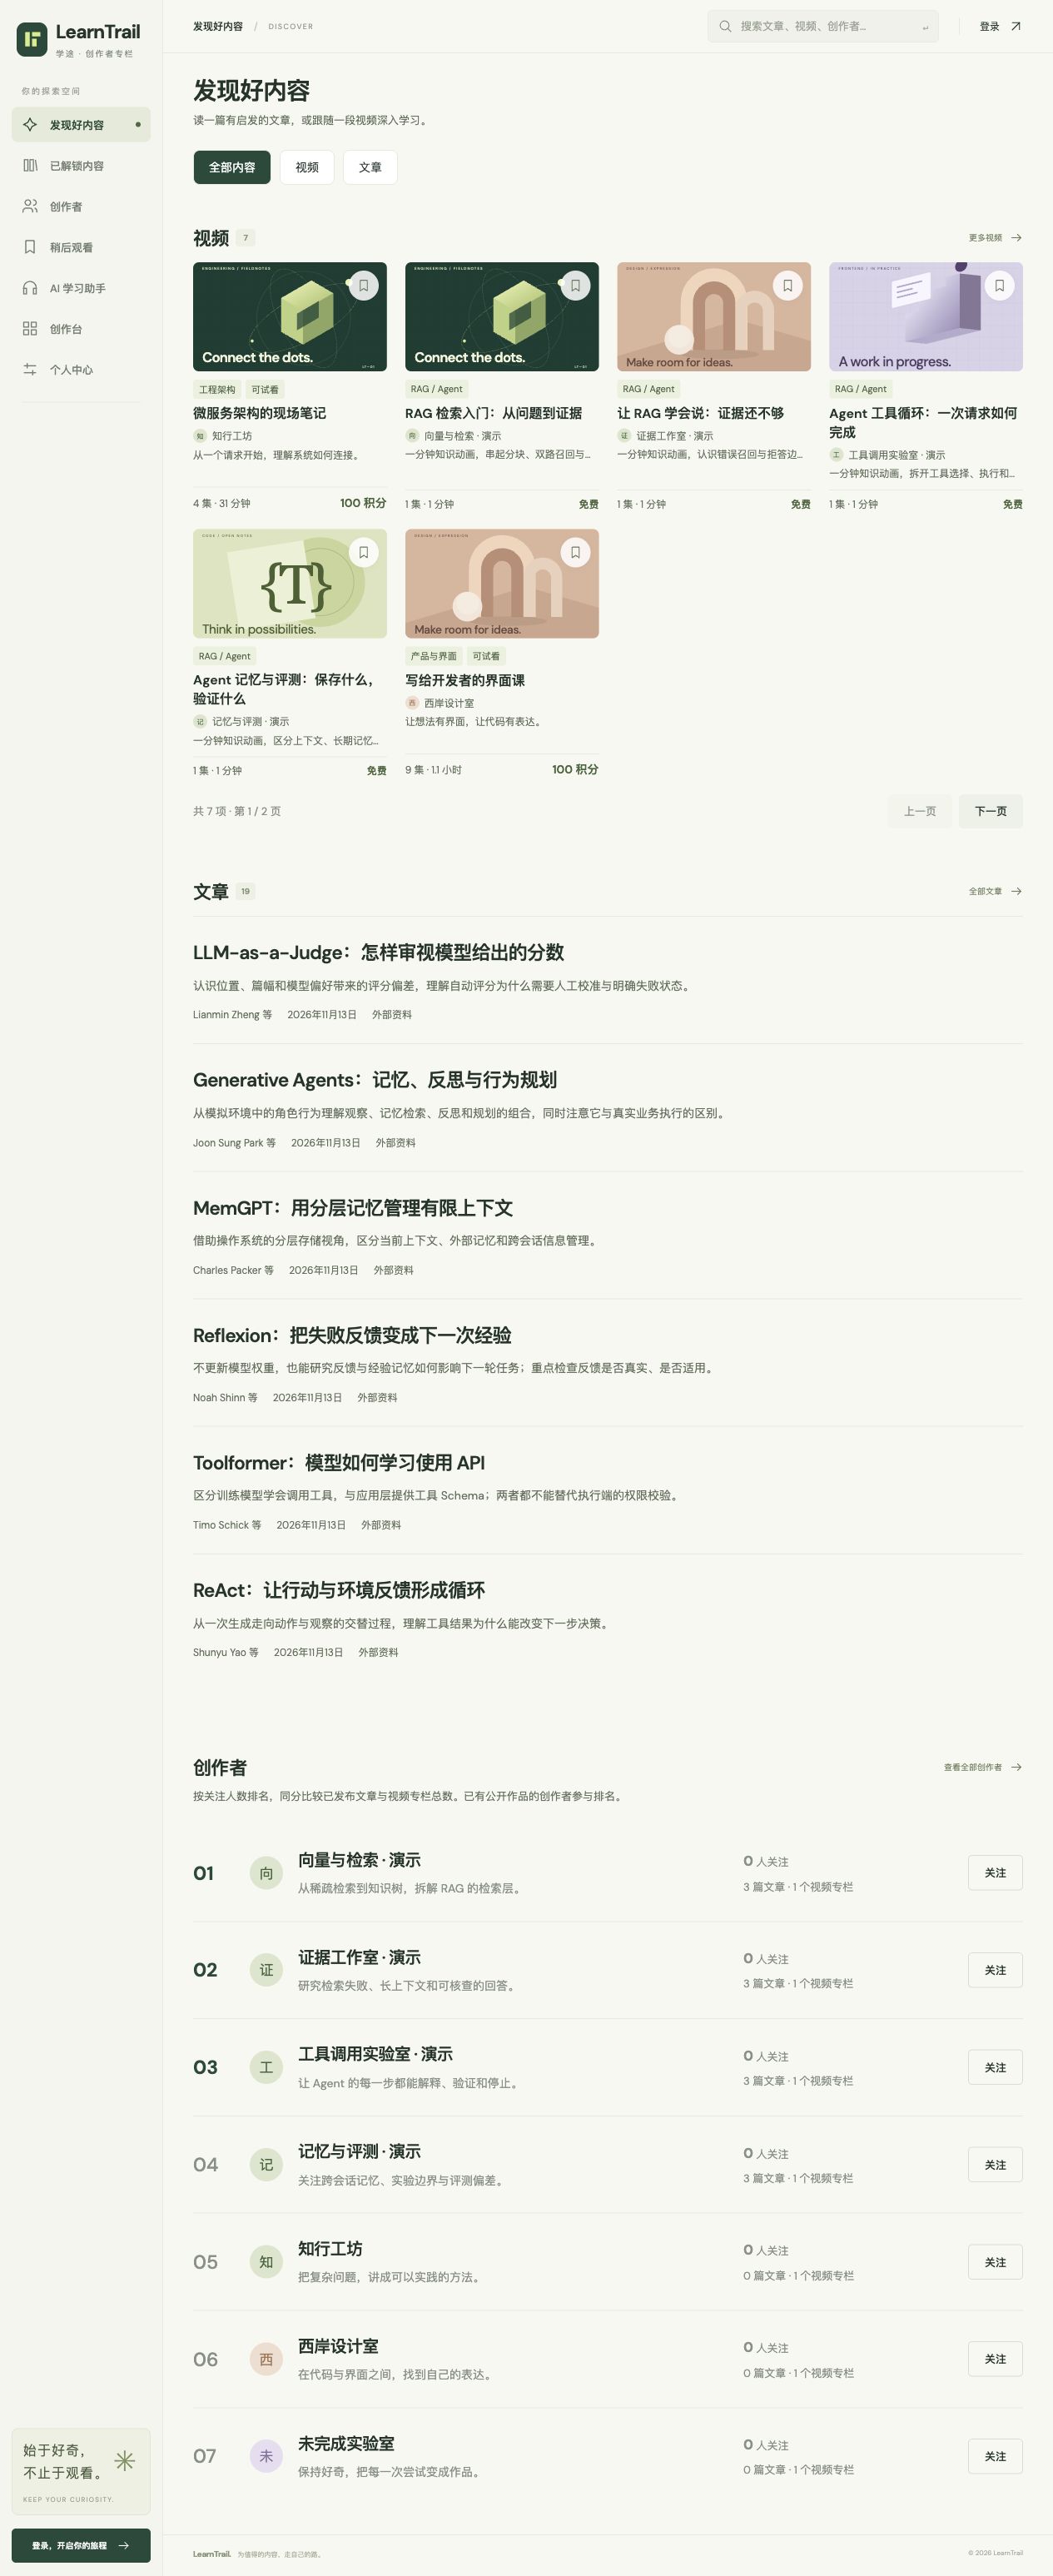 LearnTrail
学途 · 创作者专栏
你的探索空间
发现好内容
已解锁内容
创作者
稍后观看
AI 学习助手
创作台
个人中心
发现好内容 / DISCOVER
搜索文章、视频、创作者…
登录
发现好内容
读一篇有启发的文章，或跟随一段视频深入学习。
全部内容 视频 文章
视频 7
更多视频
ENGINEERING / FIELDNOTES
Connect the dots.
工程架构 可试看
微服务架构的现场笔记
知 知行工坊
从一个请求开始，理解系统如何连接。
4 集 · 31 分钟 100 积分
ENGINEERING / FIELDNOTES
Connect the dots.
RAG / Agent
RAG 检索入门：从问题到证据
向 向量与检索 · 演示
一分钟知识动画，串起分块、双路召回与…
1 集 · 1 分钟 免费
DESIGN / EXPRESSION
Make room for ideas.
RAG / Agent
让 RAG 学会说：证据还不够
证 证据工作室 · 演示
一分钟知识动画，认识错误召回与拒答边…
1 集 · 1 分钟 免费
FRONTEND / IN PRACTICE
A work in progress.
RAG / Agent
Agent 工具循环：一次请求如何
完成
工 工具调用实验室 · 演示
一分钟知识动画，拆开工具选择、执行和…
1 集 · 1 分钟 免费
CODE / OPEN NOTES
{T}
Think in possibilities.
RAG / Agent
Agent 记忆与评测：保存什么，
验证什么
记 记忆与评测 · 演示
一分钟知识动画，区分上下文、长期记忆…
1 集 · 1 分钟 免费
DESIGN / EXPRESSION
Make room for ideas.
产品与界面 可试看
写给开发者的界面课
西 西岸设计室
让想法有界面，让代码有表达。
9 集 · 1.1 小时 100 积分
共 7 项 · 第 1 / 2 页
上一页 下一页
文章 19
全部文章
LLM-as-a-Judge：怎样审视模型给出的分数
认识位置、篇幅和模型偏好带来的评分偏差，理解自动评分为什么需要人工校准与明确失败状态。
Lianmin Zheng 等 2026年11月13日 外部资料
Generative Agents：记忆、反思与行为规划
从模拟环境中的角色行为理解观察、记忆检索、反思和规划的组合，同时注意它与真实业务执行的区别。
Joon Sung Park 等 2026年11月13日 外部资料
MemGPT：用分层记忆管理有限上下文
借助操作系统的分层存储视角，区分当前上下文、外部记忆和跨会话信息管理。
Charles Packer 等 2026年11月13日 外部资料
Reflexion：把失败反馈变成下一次经验
不更新模型权重，也能研究反馈与经验记忆如何影响下一轮任务；重点检查反馈是否真实、是否适用。
Noah Shinn 等 2026年11月13日 外部资料
Toolformer：模型如何学习使用 API
区分训练模型学会调用工具，与应用层提供工具 Schema；两者都不能替代执行端的权限校验。
Timo Schick 等 2026年11月13日 外部资料
ReAct：让行动与环境反馈形成循环
从一次生成走向动作与观察的交替过程，理解工具结果为什么能改变下一步决策。
Shunyu Yao 等 2026年11月13日 外部资料
创作者
查看全部创作者
按关注人数排名，同分比较已发布文章与视频专栏总数。已有公开作品的创作者参与排名。
01 向 向量与检索 · 演示
从稀疏检索到知识树，拆解 RAG 的检索层。
0 人关注
3 篇文章 · 1 个视频专栏
关注
02 证 证据工作室 · 演示
研究检索失败、长上下文和可核查的回答。
0 人关注
3 篇文章 · 1 个视频专栏
关注
03 工 工具调用实验室 · 演示
让 Agent 的每一步都能解释、验证和停止。
0 人关注
3 篇文章 · 1 个视频专栏
关注
04 记 记忆与评测 · 演示
关注跨会话记忆、实验边界与评测偏差。
0 人关注
3 篇文章 · 1 个视频专栏
关注
05 知 知行工坊
把复杂问题，讲成可以实践的方法。
0 人关注
0 篇文章 · 1 个视频专栏
关注
06 西 西岸设计室
在代码与界面之间，找到自己的表达。
0 人关注
0 篇文章 · 1 个视频专栏
关注
07 未 未完成实验室
保持好奇，把每一次尝试变成作品。
0 人关注
0 篇文章 · 1 个视频专栏
关注
始于好奇，
不止于观看。
KEEP YOUR CURIOSITY.
登录，开启你的旅程
LearnTrail. 为值得的内容，走自己的路。
© 2026 LearnTrail